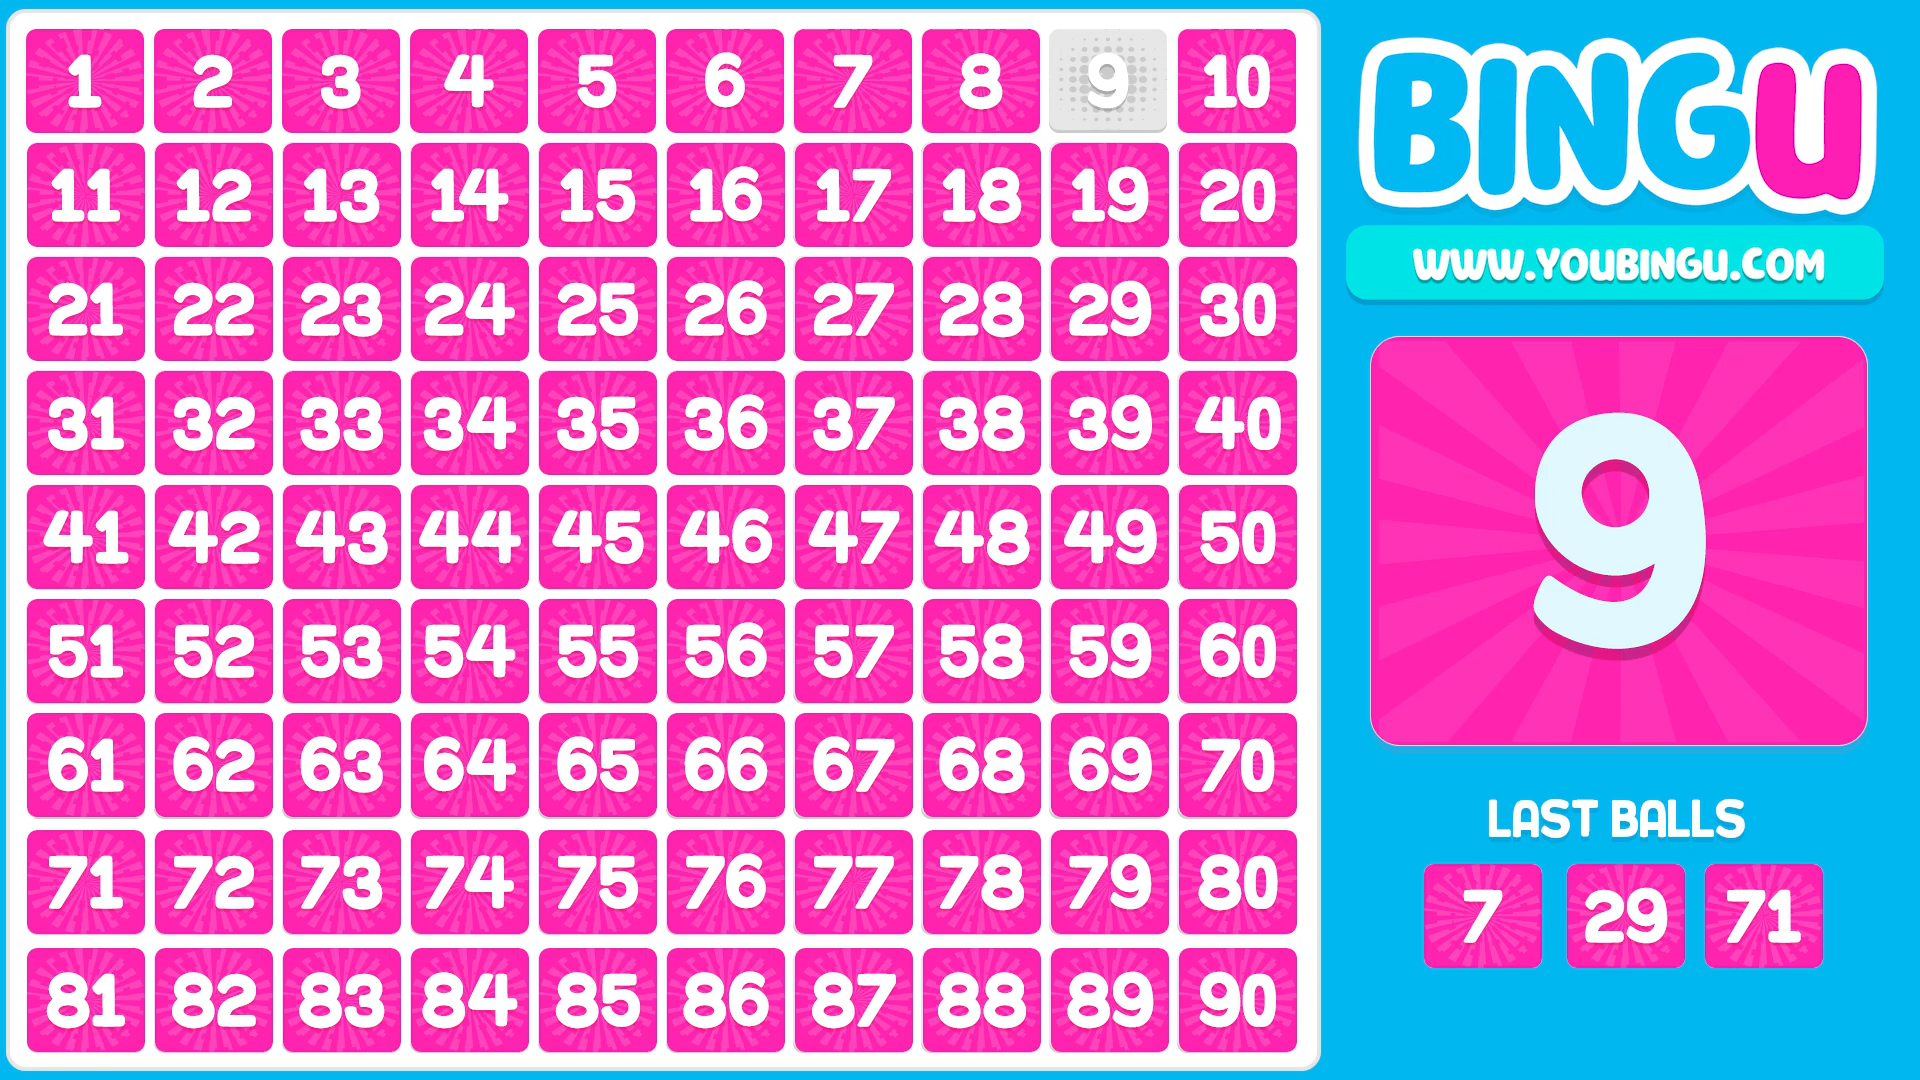 1 2 3 4 5 6 7 8 9 10
11 12 13 14 15 16 17 18 19 20
21 22 23 24 25 26 27 28 29 30
31 32 33 34 35 36 37 38 39 40
41 42 43 44 45 46 47 48 49 50
51 52 53 54 55 56 57 58 59 60
61 62 63 64 65 66 67 68 69 70
71 72 73 74 75 76 77 78 79 80
81 82 83 84 85 86 87 88 89 90
BINGU
WWW.YOUBINGU.COM
9
LAST BALLS
7 29 71